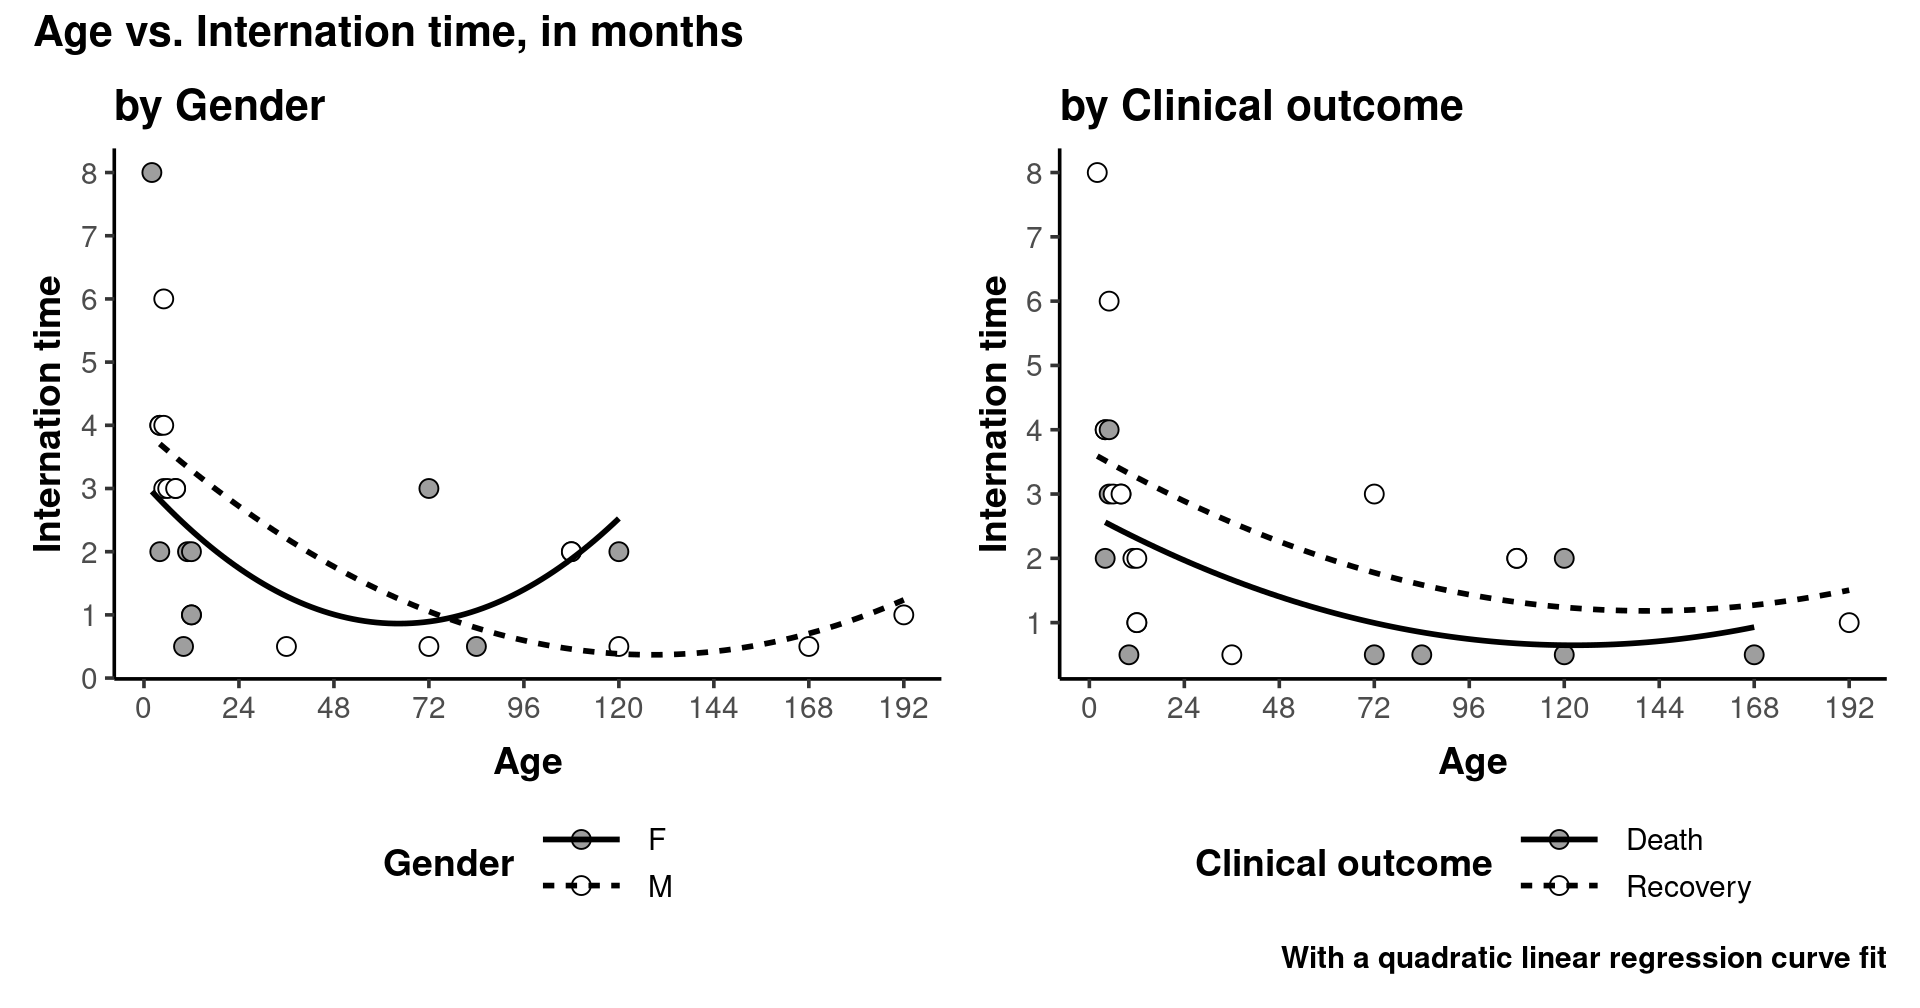 Age vs. Internation time, in months
by Gender
8
7
6
5
4
3
2
1
0
Internation time
0 24 48 72 96 120 144 168 192
Age
Gender
F
M
by Clinical outcome
8
7
6
5
4
3
2
1
Internation time
0 24 48 72 96 120 144 168 192
Age
Clinical outcome
Death
Recovery
With a quadratic linear regression curve fit